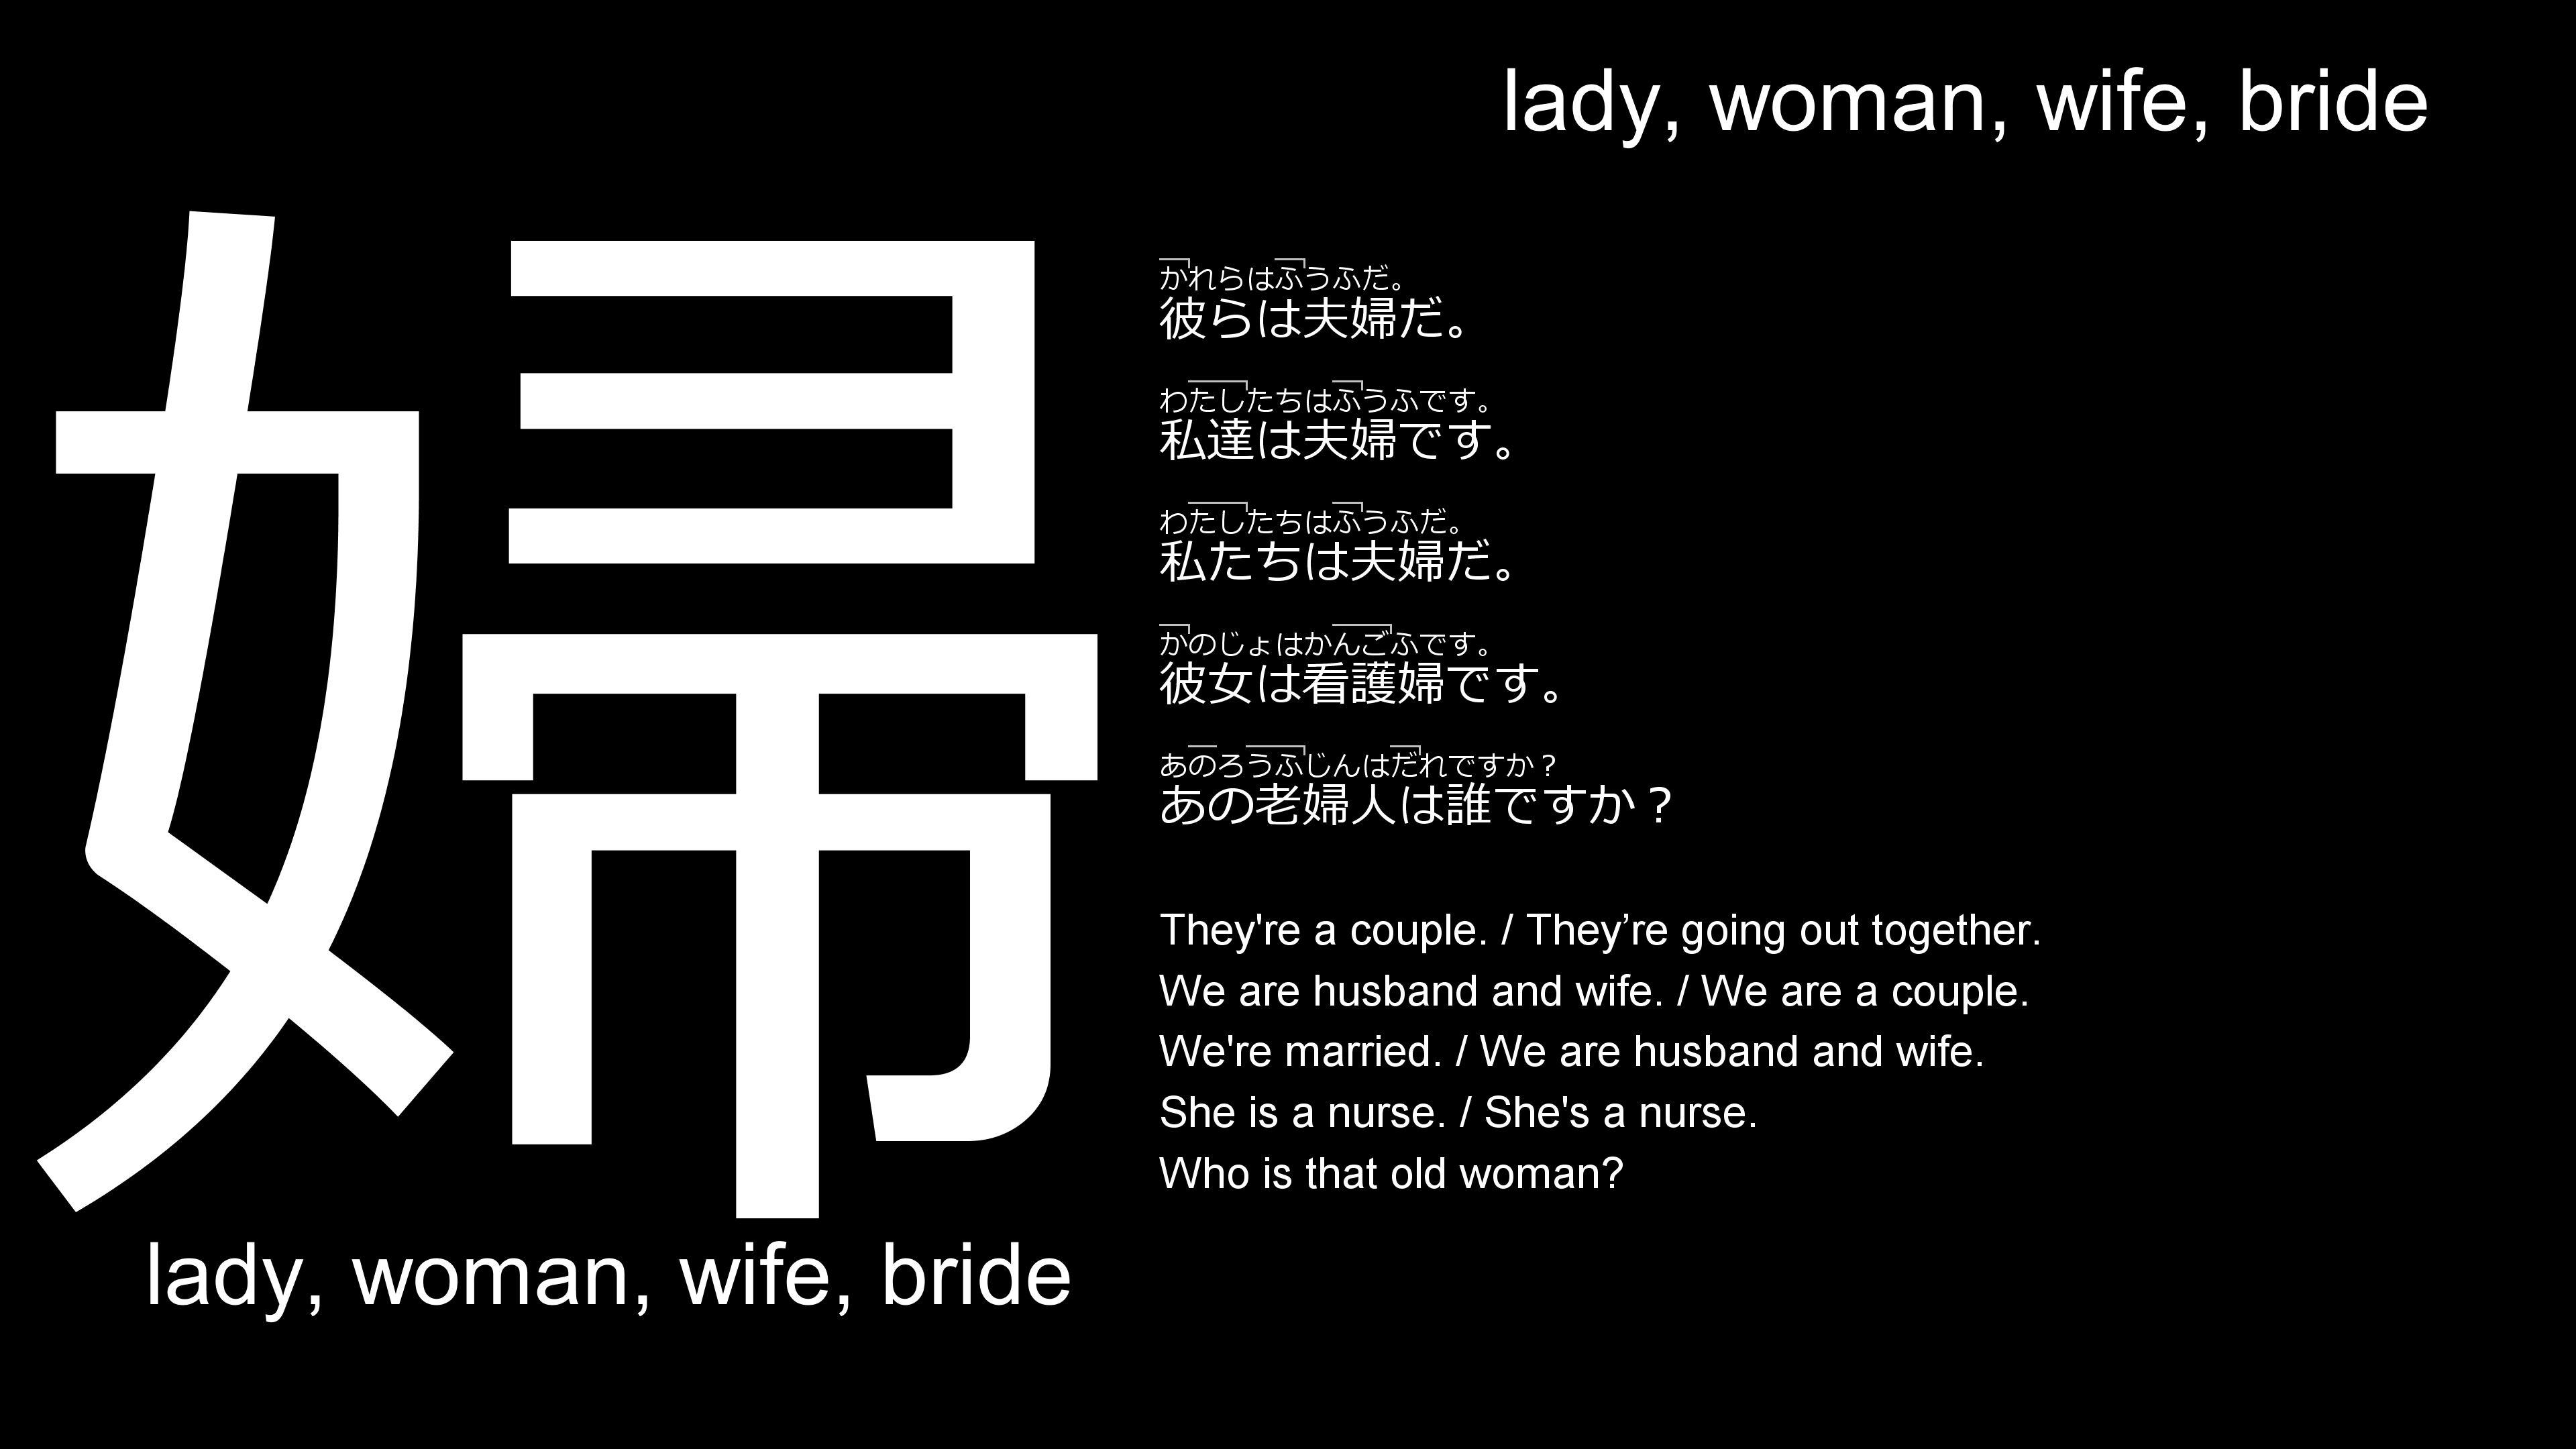 lady, woman, wife, bride
婦
lady, woman, wife, bride
かれらはふうふだ。
彼らは夫婦だ。
わたしたちはふうふです。
私達は夫婦です。
わたしたちはふうふだ。
私たちは夫婦だ。
かのじょはかんごふです。
彼女は看護婦です。
あのろうふじんはだれですか？
あの老婦人は誰ですか？
They're a couple. / They’re going out together.
We are husband and wife. / We are a couple.
We're married. / We are husband and wife.
She is a nurse. / She's a nurse.
Who is that old woman?